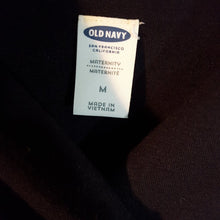 OLD NAVY
SAN FRANCISCO
CALIFORNIA
MATERNITY
MATERNITÉ
M
MADE IN
VIETNAM